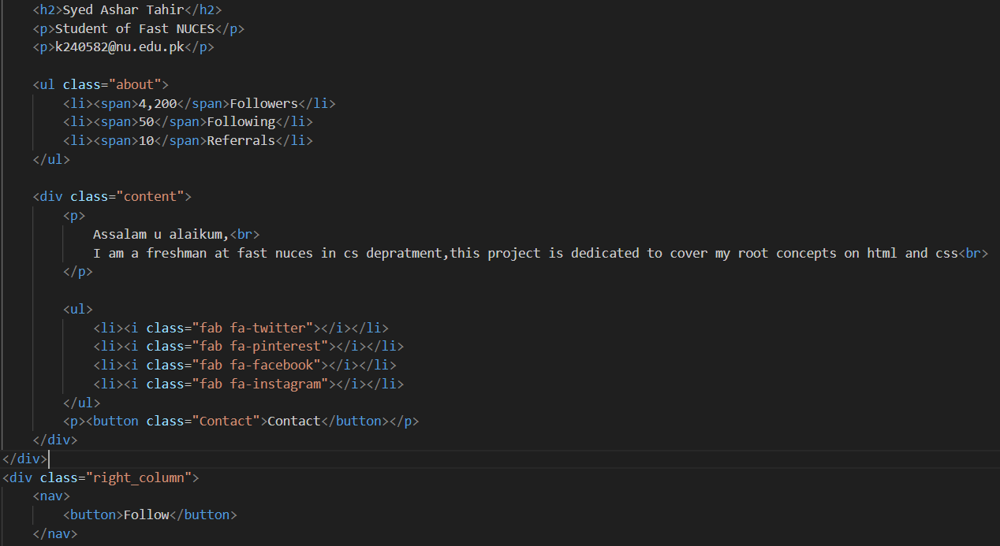 <h2>Syed Ashar Tahir</h2>
<p>Student of Fast NUCES</p>
<p>k240582@nu.edu.pk</p>
<ul class="about">
<li><span>4,200</span>Followers</li>
<li><span>50</span>Following</li>
<li><span>10</span>Referrals</li>
</ul>
<div class="content">
<p>
Assalam u alaikum,<br>
I am a freshman at fast nuces in cs depratment,this project is dedicated to cover my root concepts on html and css<br>
</p>
<ul>
<li><i class="fab fa-twitter"></i></li>
<li><i class="fab fa-pinterest"></i></li>
<li><i class="fab fa-facebook"></i></li>
<li><i class="fab fa-instagram"></i></li>
</ul>
<p><button class="Contact">Contact</button></p>
</div>
</div>
<div class="right_column">
<nav>
<button>Follow</button>
</nav>